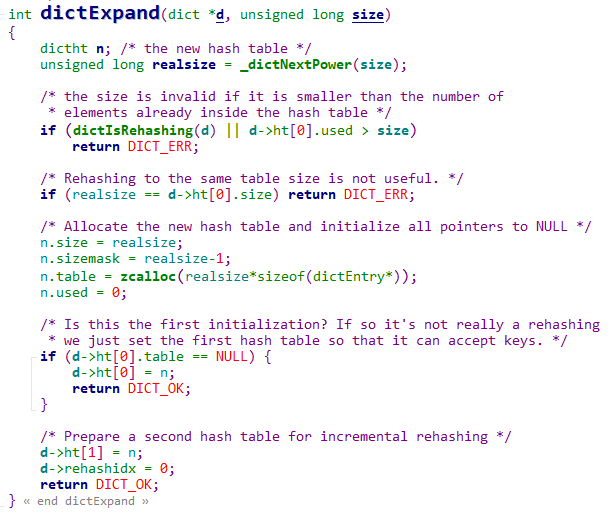 int dictExpand(dict *d, unsigned long size)
{
    dictht n; /* the new hash table */
    unsigned long realsize = _dictNextPower(size);

    /* the size is invalid if it is smaller than the number of
     * elements already inside the hash table */
    if (dictIsRehashing(d) || d->ht[0].used > size)
        return DICT_ERR;

    /* Rehashing to the same table size is not useful. */
    if (realsize == d->ht[0].size) return DICT_ERR;

    /* Allocate the new hash table and initialize all pointers to NULL */
    n.size = realsize;
    n.sizemask = realsize-1;
    n.table = zcalloc(realsize*sizeof(dictEntry*));
    n.used = 0;

    /* Is this the first initialization? If so it's not really a rehashing
     * we just set the first hash table so that it can accept keys. */
    if (d->ht[0].table == NULL) {
        d->ht[0] = n;
        return DICT_OK;
    }

    /* Prepare a second hash table for incremental rehashing */
    d->ht[1] = n;
    d->rehashidx = 0;
    return DICT_OK;
} « end dictExpand »